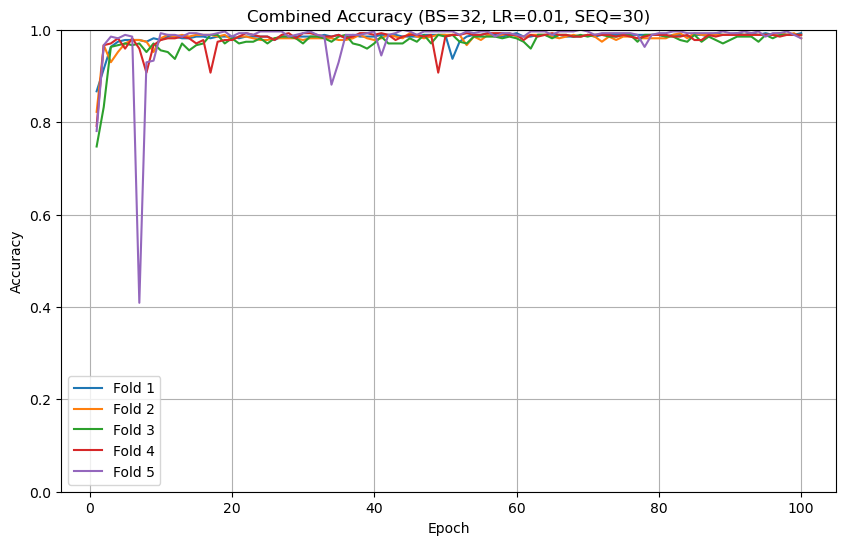 Combined Accuracy (BS=32, LR=0.01, SEQ=30)
Accuracy
1.0
0.8
0.6
0.4
0.2
0.0
Fold 1
Fold 2
Fold 3
Fold 4
Fold 5
0 20 40 60 80 100
Epoch